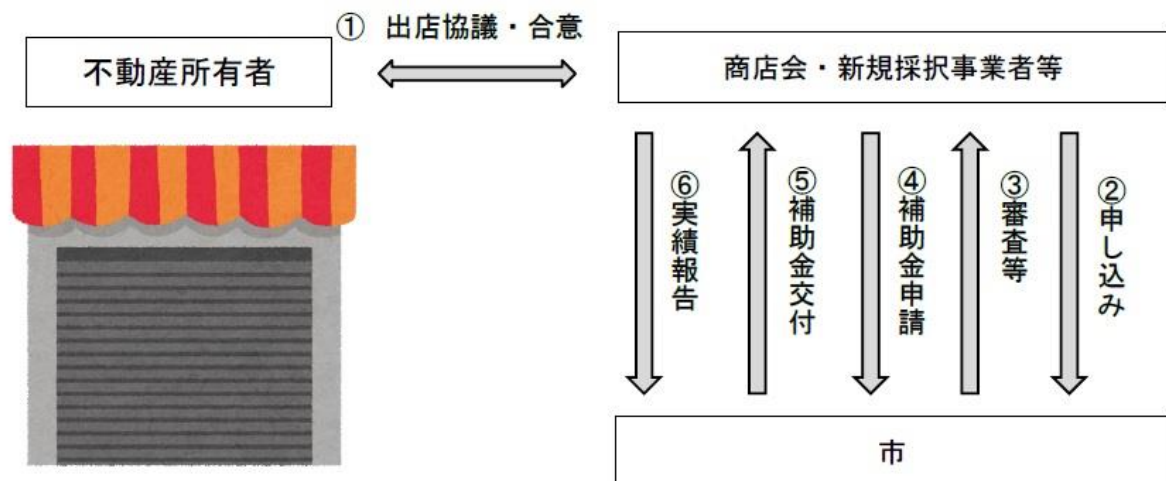 ① 出店協議・合意
不動産所有者
商店会・新規採択事業者等
⑥実績報告
⑤補助金交付
④補助金申請
③審査等
②申し込み
市